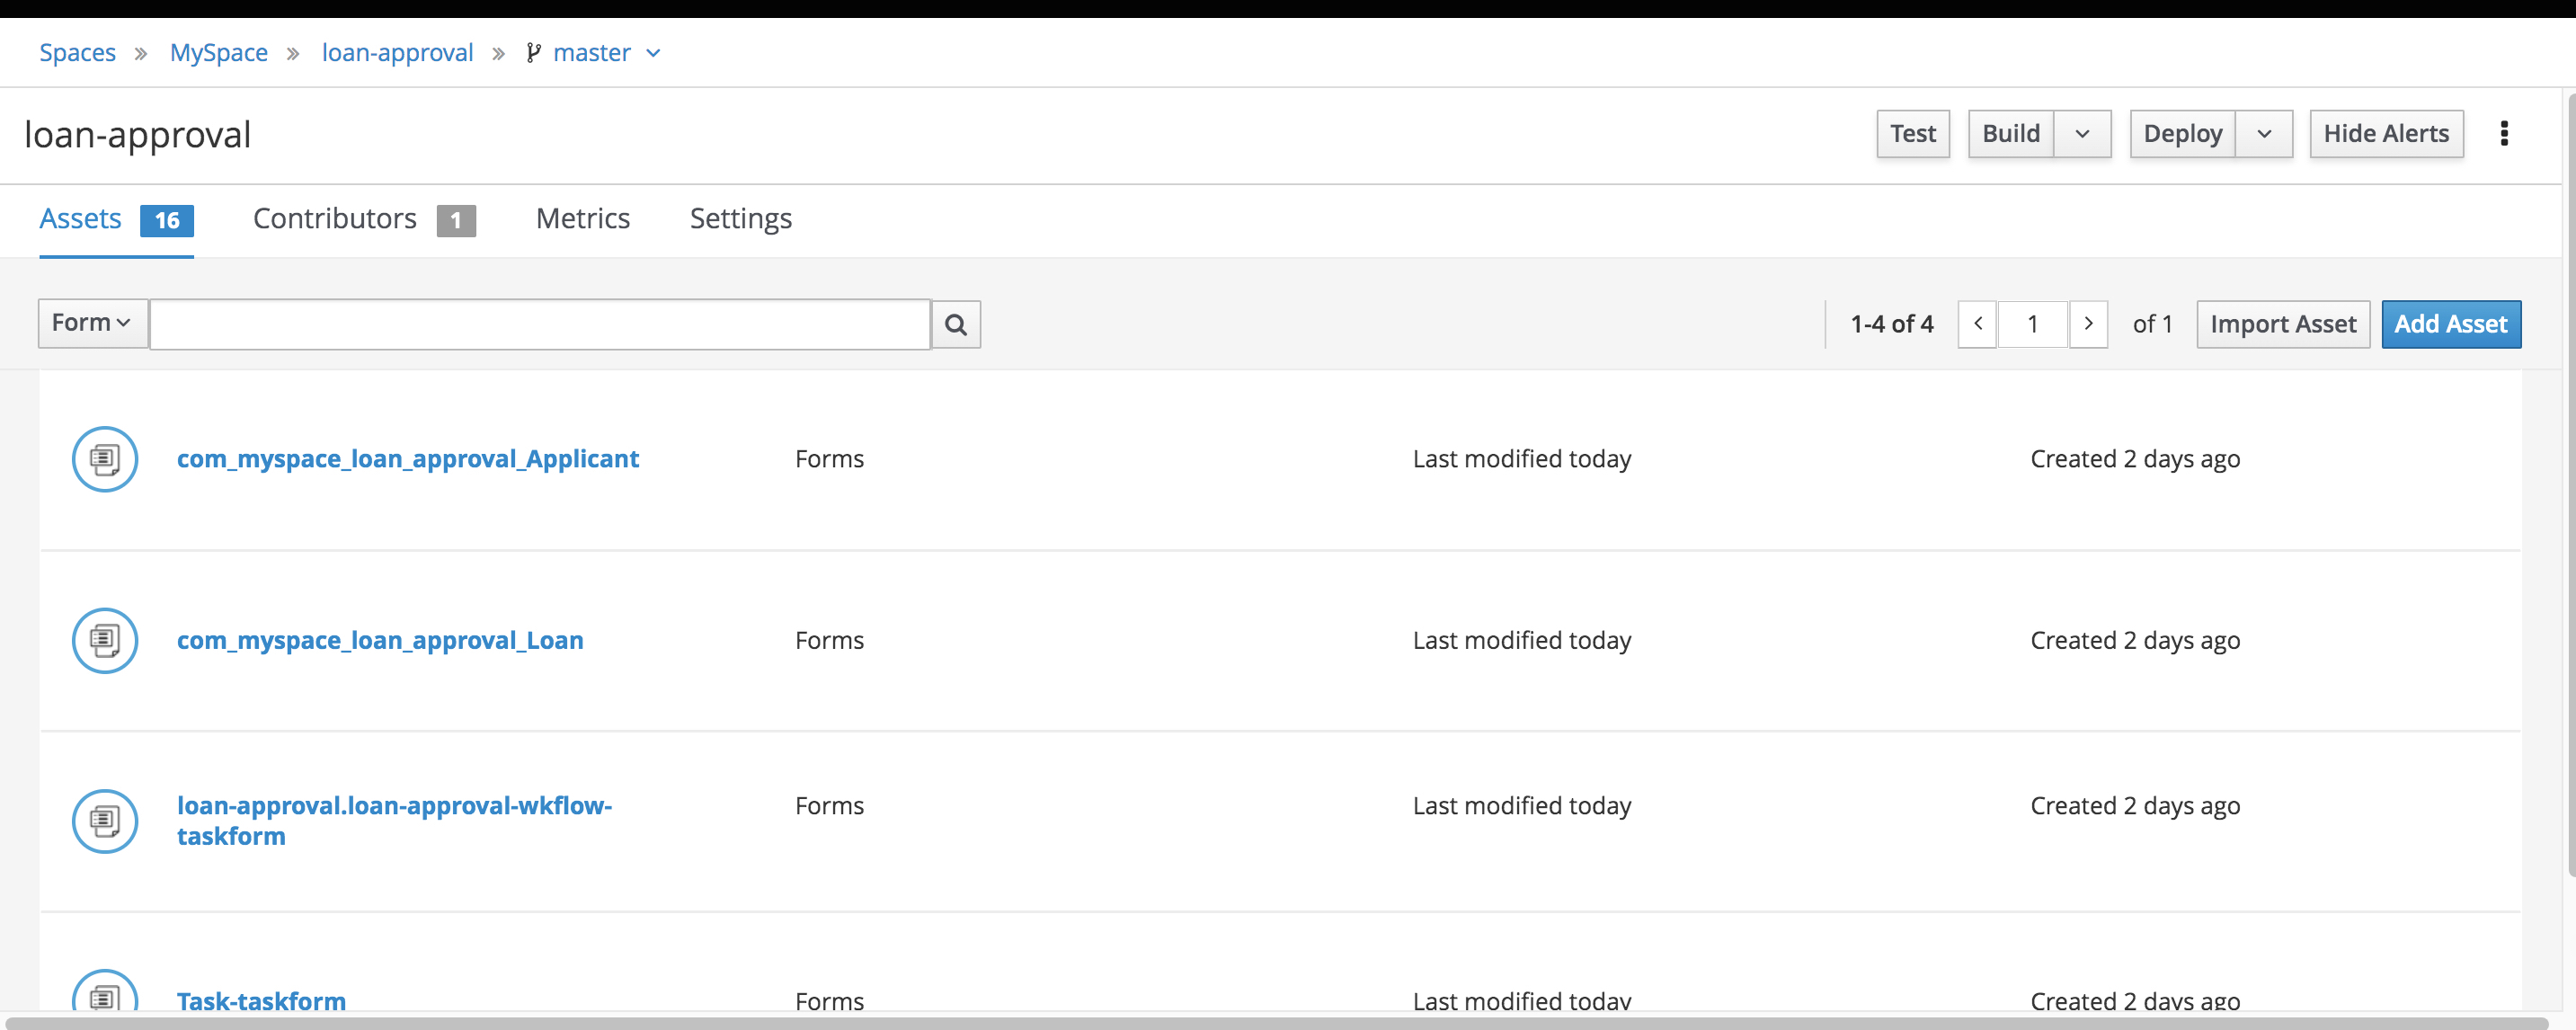 Spaces » MySpace » loan-approval » master
loan-approval
Test Build Deploy Hide Alerts
Assets 16 Contributors 1 Metrics Settings
Form 1-4 of 4 < 1 > of 1 Import Asset Add Asset
com_myspace_loan_approval_Applicant Forms Last modified today Created 2 days ago
com_myspace_loan_approval_Loan Forms Last modified today Created 2 days ago
loan-approval.loan-approval-wkflow- Forms Last modified today Created 2 days ago
taskform
Task-taskform Forms Last modified today Created 2 days ago